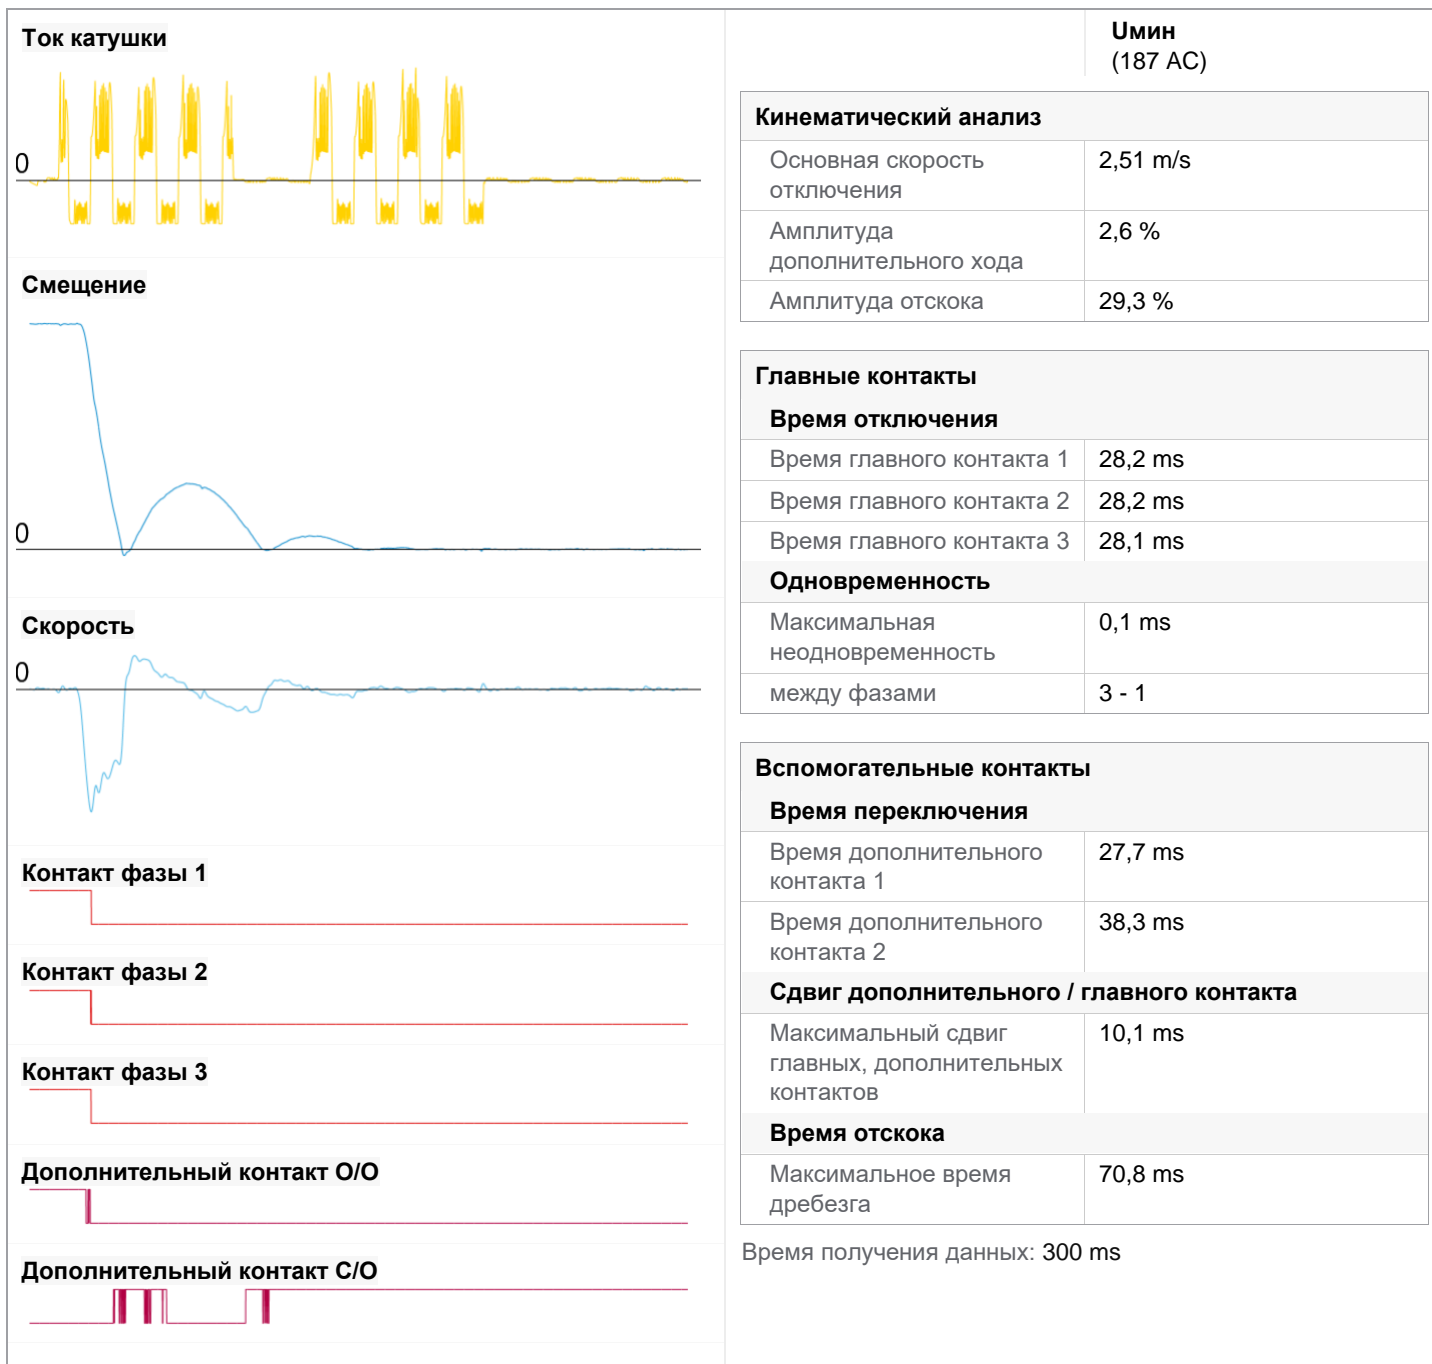 Ток катушки
0
Смещение
0
Скорость
0
Контакт фазы 1
Контакт фазы 2
Контакт фазы 3
Дополнительный контакт O/O
Дополнительный контакт C/O
Uмин
(187 AC)
Кинематический анализ
Основная скорость
отключения
2,51 m/s
Амплитуда
дополнительного хода
2,6 %
Амплитуда отскока
29,3 %
Главные контакты
Время отключения
Время главного контакта 1
28,2 ms
Время главного контакта 2
28,2 ms
Время главного контакта 3
28,1 ms
Одновременность
Максимальная
неодновременность
0,1 ms
между фазами
3 - 1
Вспомогательные контакты
Время переключения
Время дополнительного
контакта 1
27,7 ms
Время дополнительного
контакта 2
38,3 ms
Сдвиг дополнительного / главного контакта
Максимальный сдвиг
главных, дополнительных
контактов
10,1 ms
Время отскока
Максимальное время
дребезга
70,8 ms
Время получения данных: 300 ms